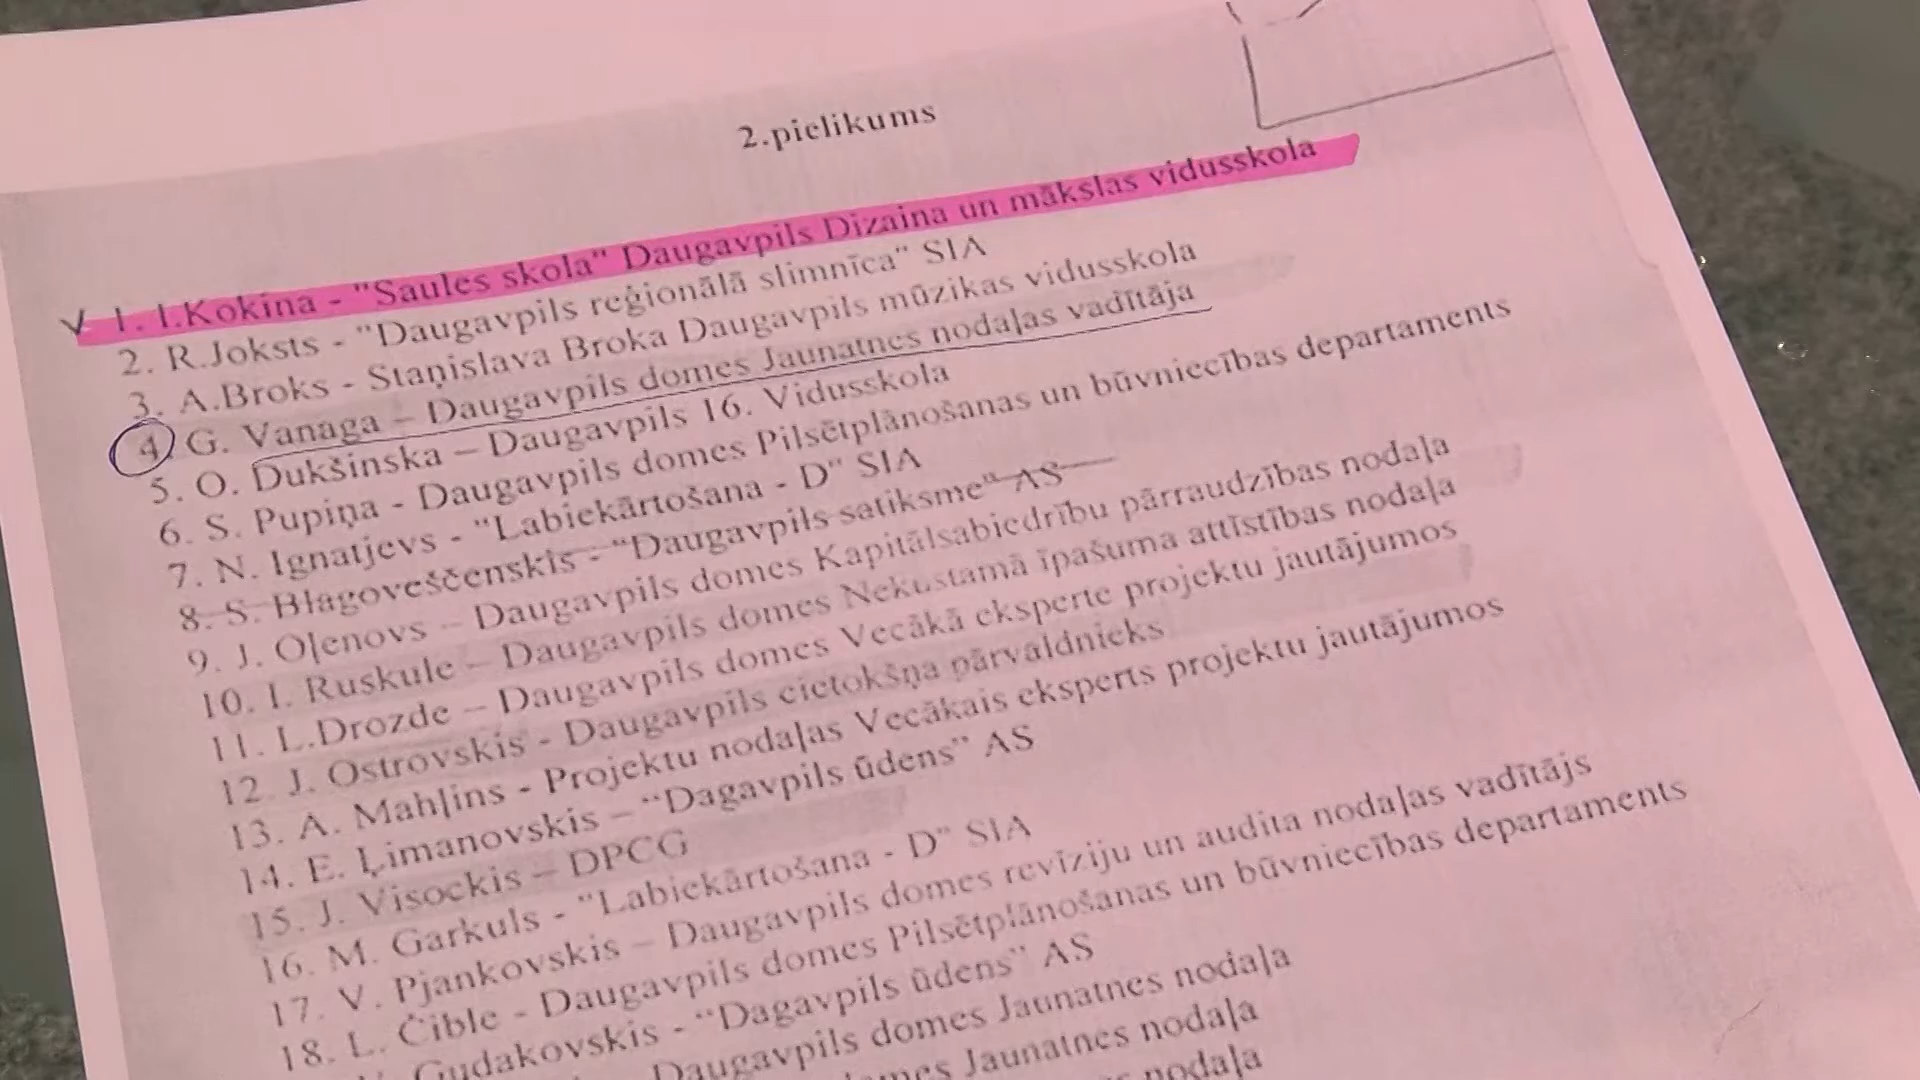 2.pielikums
1. I.Kokina - "Saules skola" Daugavpils Dizaina un mākslas vidusskola
2. R.Joksts - "Daugavpils reģionālā slimnīca" SIA
3. A.Broks - Staņislava Broka Daugavpils mūzikas vidusskola
4. G. Vanaga – Daugavpils domes Jaunatnes nodaļas vadītāja
5. O. Dukšinska – Daugavpils 16. Vidusskola
6. S. Pupiņa - Daugavpils domes Pilsētplānošanas un būvniecības departaments
7. N. Ignatjevs - "Labiekārtošana - D" SIA
8. S. Blagoveščenskis - "Daugavpils satiksme" AS
9. J. Oļenovs – Daugavpils domes Kapitālsabiedrību pārraudzības nodaļa
10. I. Ruskule – Daugavpils domes Nekustamā īpašuma attīstības nodaļa
11. L.Drozde – Daugavpils domes Vecākā eksperte projektu jautājumos
12. J. Ostrovskis - Daugavpils cietokšņa pārvaldnieks
13. A. Mahļins - Projektu nodaļas Vecākais eksperts projektu jautājumos
14. E. Ļimanovskis – "Dagavpils ūdens" AS
15. J. Visockis – DPCG
16. M. Garkuls - "Labiekārtošana - D" SIA
17. V. Pjankovskis – Daugavpils domes revīziju un audita nodaļas vadītājs
18. L. Čible - Daugavpils domes Pilsētplānošanas un būvniecības departaments
Gudakovskis - "Dagavpils ūdens" AS
Daugavpils domes Jaunatnes nodaļa
domes Jaunatnes nodaļa
nodaļa